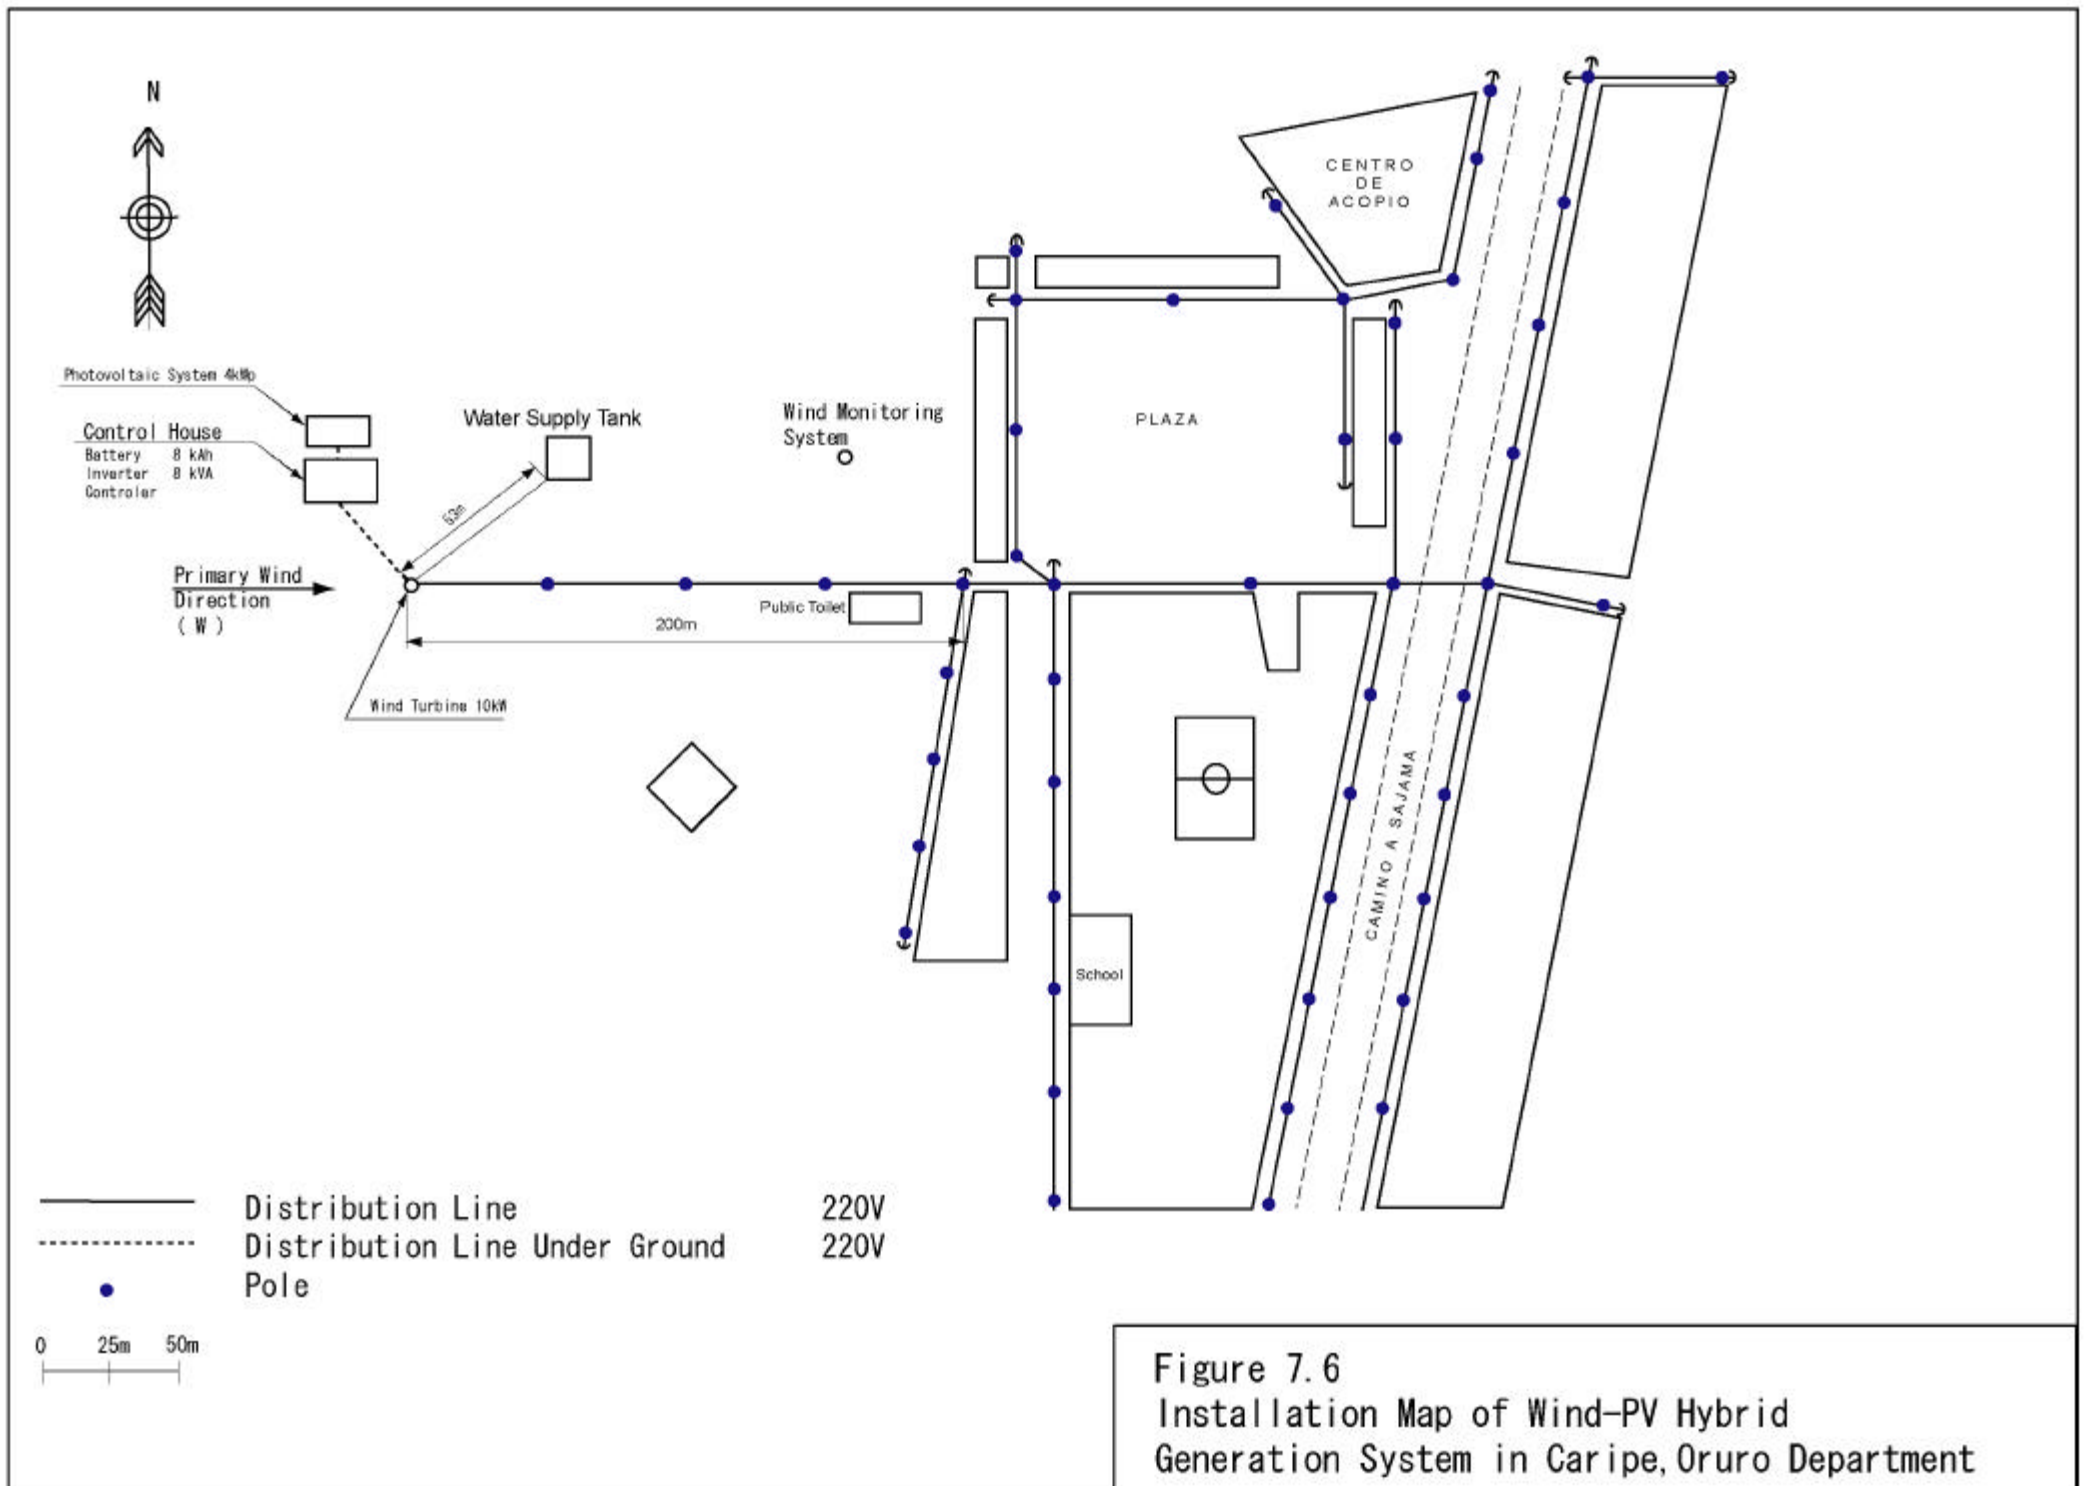 N
CENTRO
DE
ACOPIO
Photovoltaic System 4kWp
Control House
Battery 8 kAh
Inverter 8 kVA
Controler
Water Supply Tank
Wind Monitoring
System
PLAZA
53m
Primary Wind
Direction
( W )
Public Toilet
200m
Wind Turbine 10kW
CAMINO A SAJAMA
School
Distribution Line 220V
Distribution Line Under Ground 220V
Pole
0 25m 50m
Figure 7.6
Installation Map of Wind-PV Hybrid
Generation System in Caripe, Oruro Department